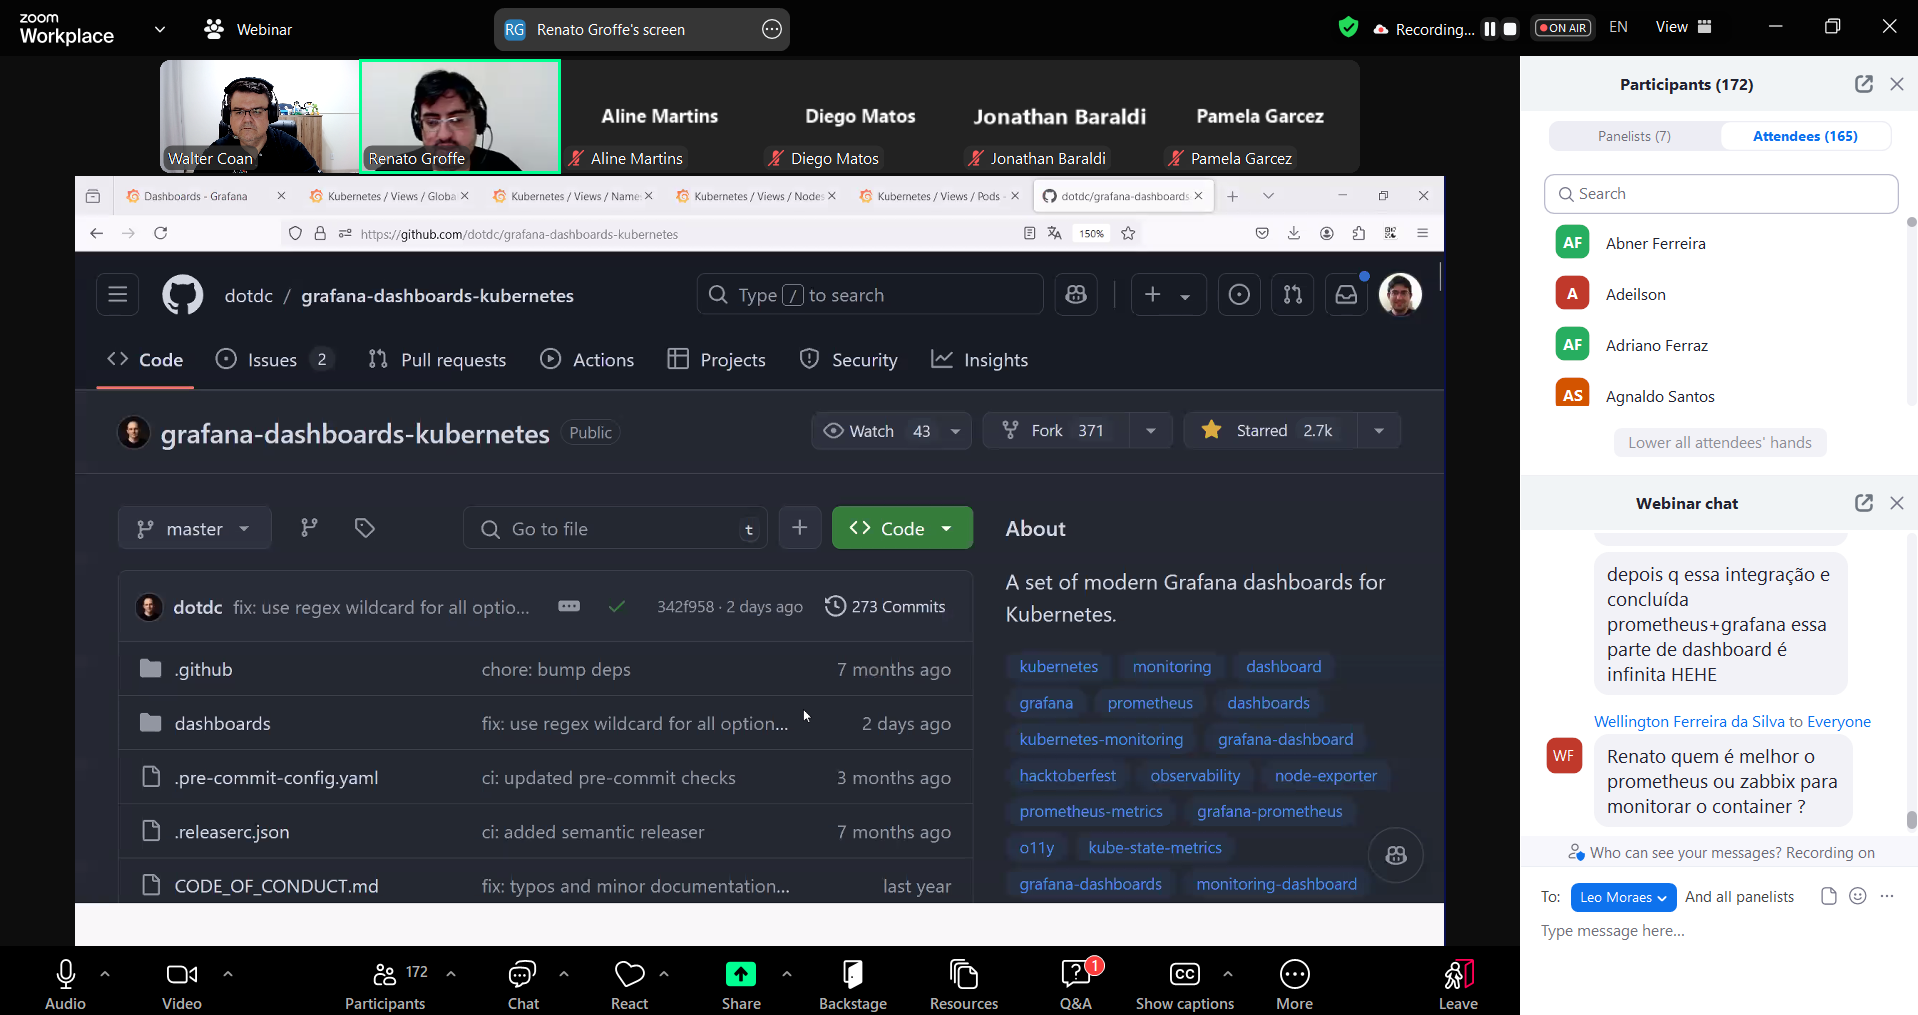 zoom
Workplace
Webinar
RG Renato Groffe's screen
Recording...
ON AIR
EN
View
Walter Coan
Renato Groffe
Aline Martins
Aline Martins
Diego Matos
Diego Matos
Jonathan Baraldi
Jonathan Baraldi
Pamela Garcez
Pamela Garcez
Dashboards - Grafana
Kubernetes / Views / Globa
Kubernetes / Views / Name
Kubernetes / Views / Nodes
Kubernetes / Views / Pods -
dotdc/grafana-dashboards
https://github.com/dotdc/grafana-dashboards-kubernetes
150%
dotdc / grafana-dashboards-kubernetes
Type / to search
Code
Issues 2
Pull requests
Actions
Projects
Security
Insights
grafana-dashboards-kubernetes Public
Watch 43
Fork 371
Starred 2.7k
master
Go to file t
Code
dotdc fix: use regex wildcard for all optio... 342f958 · 2 days ago 273 Commits
.github chore: bump deps 7 months ago
dashboards fix: use regex wildcard for all option... 2 days ago
.pre-commit-config.yaml ci: updated pre-commit checks 3 months ago
.releaserc.json ci: added semantic releaser 7 months ago
CODE_OF_CONDUCT.md fix: typos and minor documentation... last year
About
A set of modern Grafana dashboards for
Kubernetes.
kubernetes monitoring dashboard
grafana prometheus dashboards
kubernetes-monitoring grafana-dashboard
hacktoberfest observability node-exporter
prometheus-metrics grafana-prometheus
o11y kube-state-metrics
grafana-dashboards monitoring-dashboard
Participants (172)
Panelists (7)
Attendees (165)
Search
AF Abner Ferreira
A Adeilson
AF Adriano Ferraz
AS Agnaldo Santos
Lower all attendees' hands
Webinar chat
depois q essa integração e
concluída
prometheus+grafana essa
parte de dashboard é
infinita HEHE
Wellington Ferreira da Silva to Everyone
WF
Renato quem é melhor o
prometheus ou zabbix para
monitorar o container ?
Who can see your messages? Recording on
To: Leo Moraes And all panelists
Type message here...
Audio
Video
172
Participants
Chat
React
Share
Backstage
Resources
1
Q&A
CC
Show captions
More
Leave